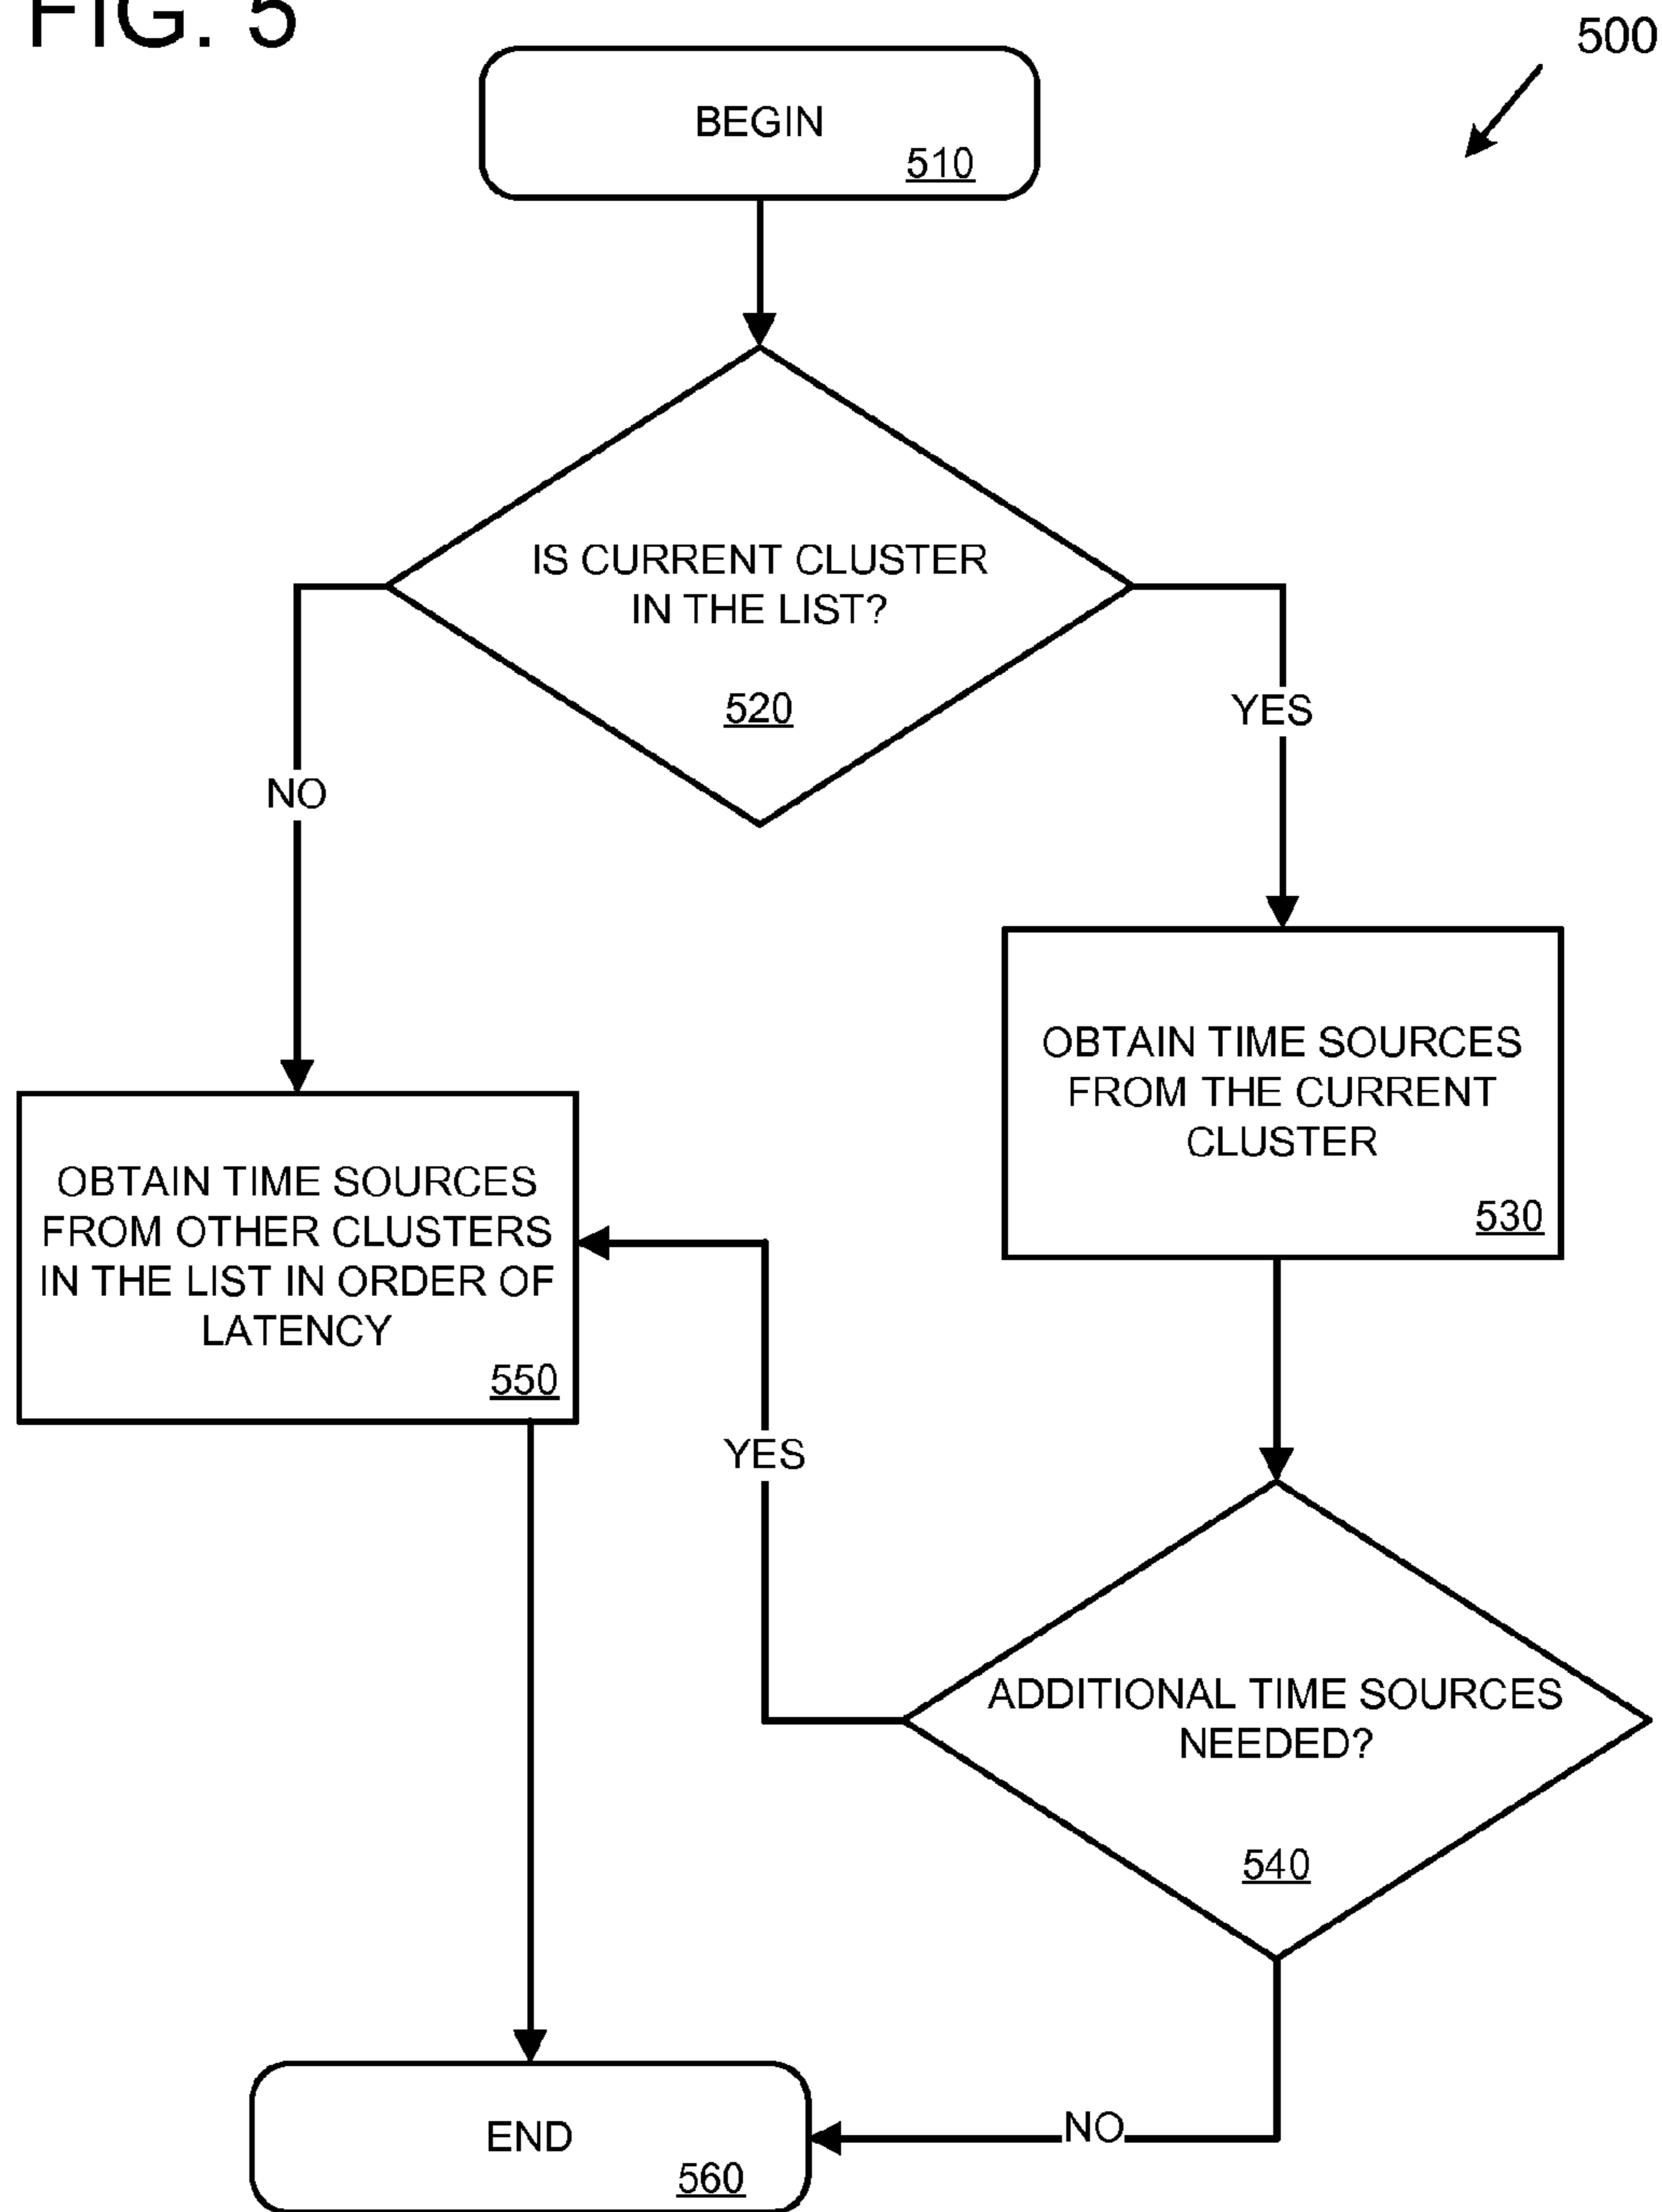 FIG. 5
500
BEGIN
510
IS CURRENT CLUSTER
IN THE LIST?
520
YES
NO
OBTAIN TIME SOURCES
FROM THE CURRENT
CLUSTER
530
OBTAIN TIME SOURCES
FROM OTHER CLUSTERS
IN THE LIST IN ORDER OF
LATENCY
550
YES
ADDITIONAL TIME SOURCES
NEEDED?
540
NO
END
560